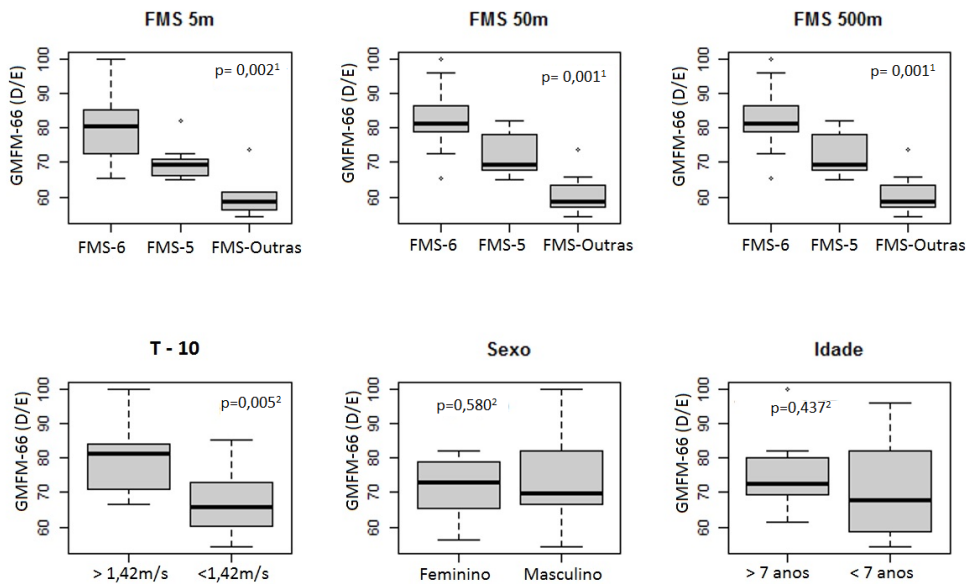 FMS 5m
GMFM-66 (D/E)
100
90
80
70
60
p= 0,002¹
FMS-6
FMS-5
FMS-Outras
FMS 50m
GMFM-66 (D/E)
100
90
80
70
60
p= 0,001¹
FMS-6
FMS-5
FMS-Outras
FMS 500m
GMFM-66 (D/E)
100
90
80
70
60
p= 0,001¹
FMS-6
FMS-5
FMS-Outras
T - 10
GMFM-66 (D/E)
100
90
80
70
60
p=0,005²
> 1,42m/s
<1,42m/s
Sexo
GMFM-66 (D/E)
100
90
80
70
60
p=0,580²
Feminino
Masculino
Idade
GMFM-66 (D/E)
100
90
80
70
60
p=0,437²
> 7 anos
< 7 anos